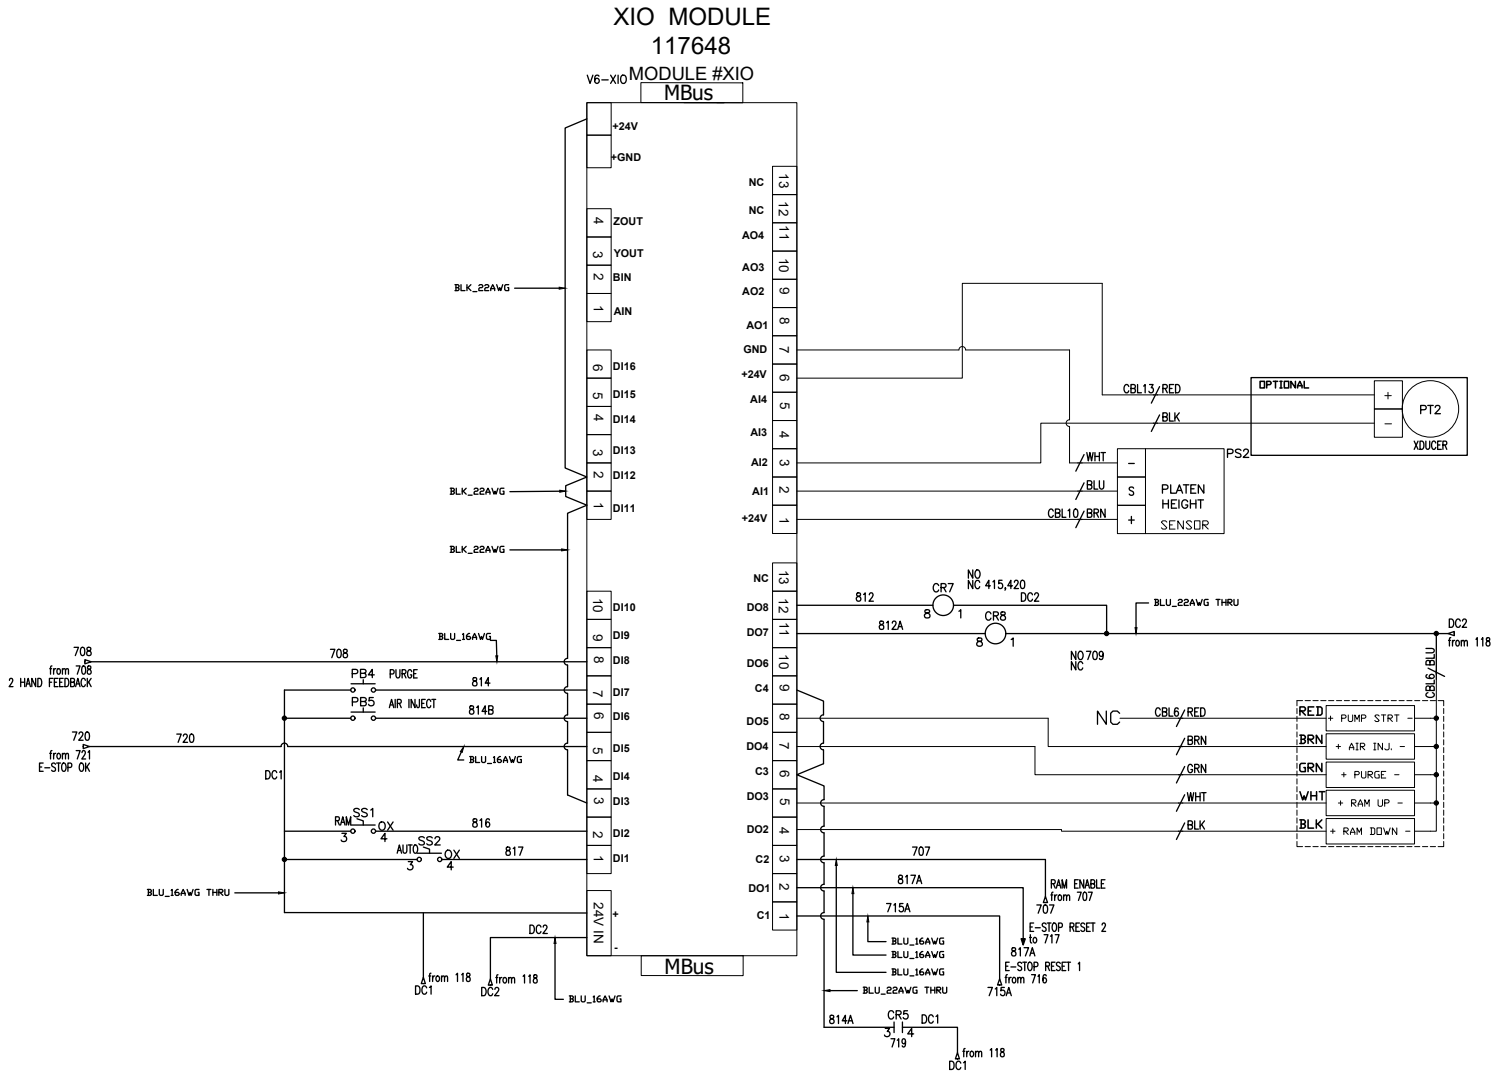 XIO MODULE
117648
V6-XIO MODULE #XIO
MBus
+24V
+GND
4 ZOUT
3 YOUT
2 BIN
1 AIN
BLK_22AWG
6 DI16
5 DI15
4 DI14
3 DI13
2 DI12
1 DI11
BLK_22AWG
BLK_22AWG
10 DI10
9 DI9
8 DI8
7 DI7
6 DI6
5 DI5
4 DI4
3 DI3
2 DI2
1 DI1
24V IN
+
-
MBus
NC 13
NC 12
AO4 11
AO3 10
AO2 9
AO1 8
GND 7
+24V 6
AI4 5
AI3 4
AI2 3
AI1 2
+24V 1
NC 13
DO8 12
DO7 11
DO6 10
C4 9
DO5 8
DO4 7
C3 6
DO3 5
DO2 4
C2 3
DO1 2
C1 1
708
from 708
2 HAND FEEDBACK
708
BLU_16AWG
PB4 PURGE
814
PB5 AIR INJECT
814B
720
from 721
E-STOP OK
720
BLU_16AWG
DC1
RAM SS1 OX
3 4
816
AUTO SS2 OX
3 4
817
BLU_16AWG THRU
DC2
from 118
DC1
from 118
DC2
BLU_16AWG
CBL13/RED
BLK
OPTIONAL
+
-
PT2
XDUCER
WHT
BLU
CBL10/BRN
-
S
+
PS2
PLATEN
HEIGHT
SENSOR
812
CR7
8 1
NO
NC 415,420
DC2
812A
CR8
8 1
NO 709
NC
BLU_22AWG THRU
DC2
from 118
CBL6/BLU
NC
CBL6/RED
BRN
GRN
WHT
BLK
RED + PUMP STRT -
BRN + AIR INJ. -
GRN + PURGE -
WHT + RAM UP -
BLK + RAM DOWN -
707
817A
715A
RAM ENABLE
from 707
707
E-STOP RESET 2
to 717
817A
E-STOP RESET 1
from 716
715A
BLU_16AWG
BLU_16AWG
BLU_16AWG
BLU_22AWG THRU
814A
CR5
3 4
719
DC1
from 118
DC1